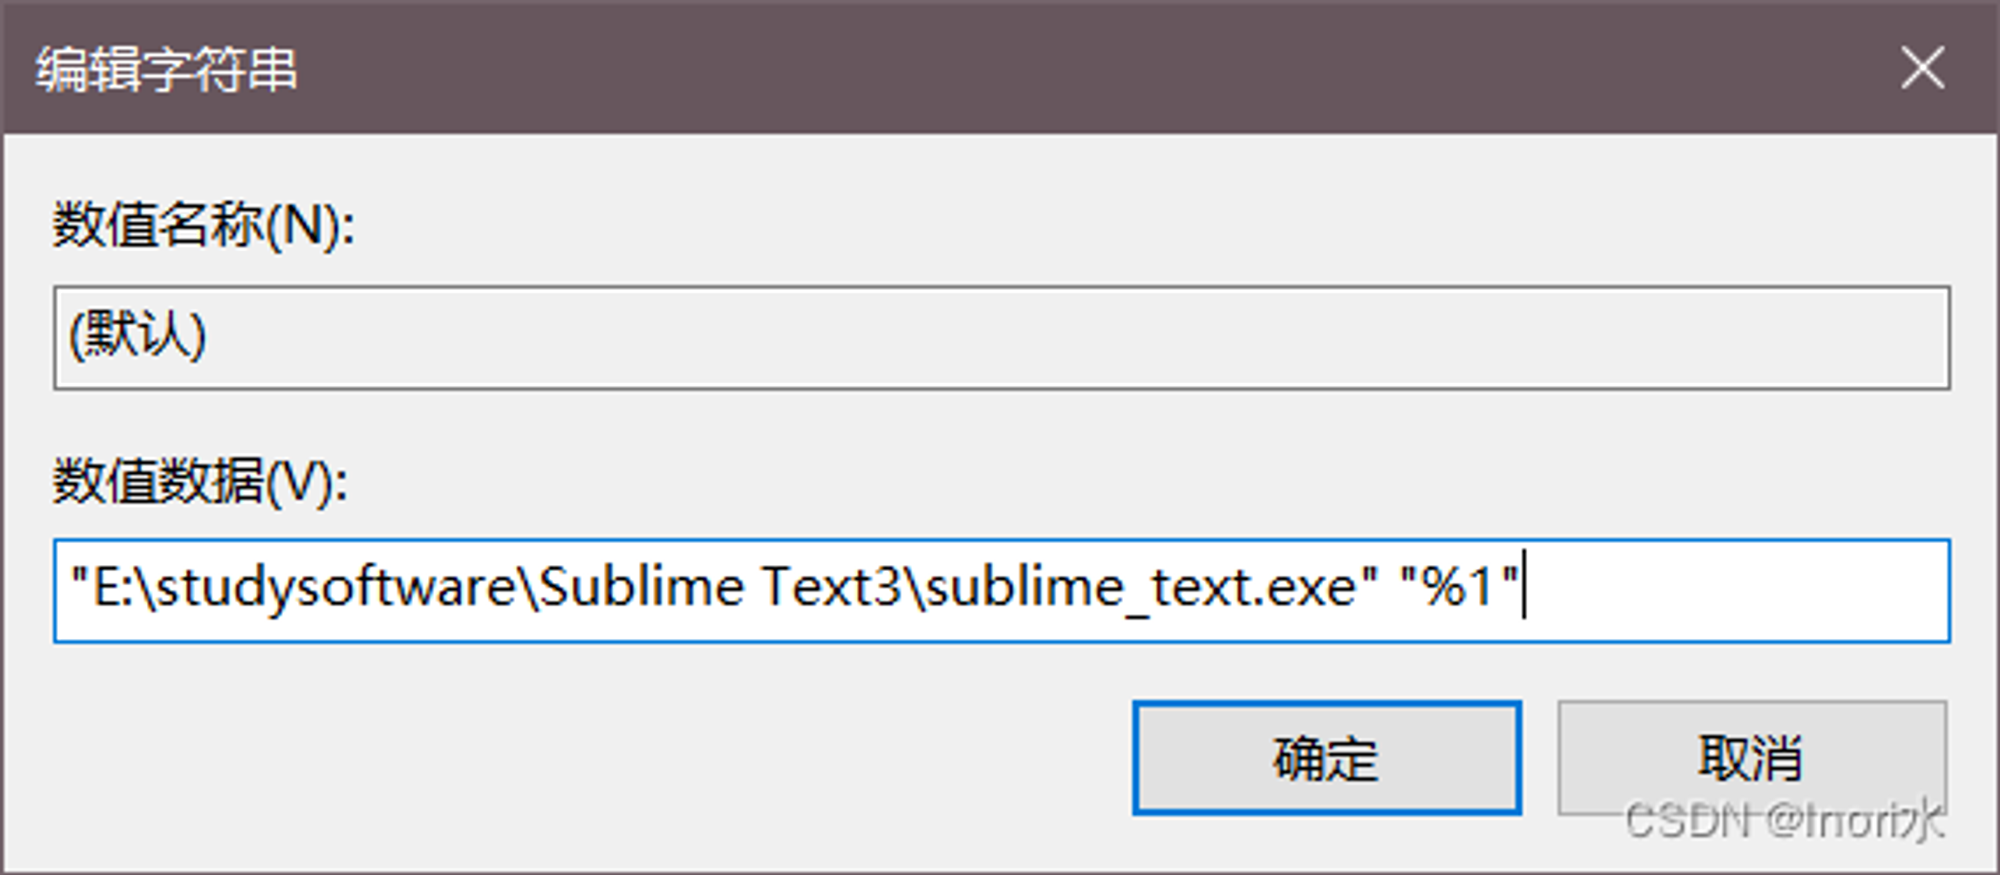 编辑字符串
数值名称(N):
(默认)
数值数据(V):
"E:\studysoftware\Sublime Text3\sublime_text.exe" "%1"
确定
取消
CSDN @Inori水